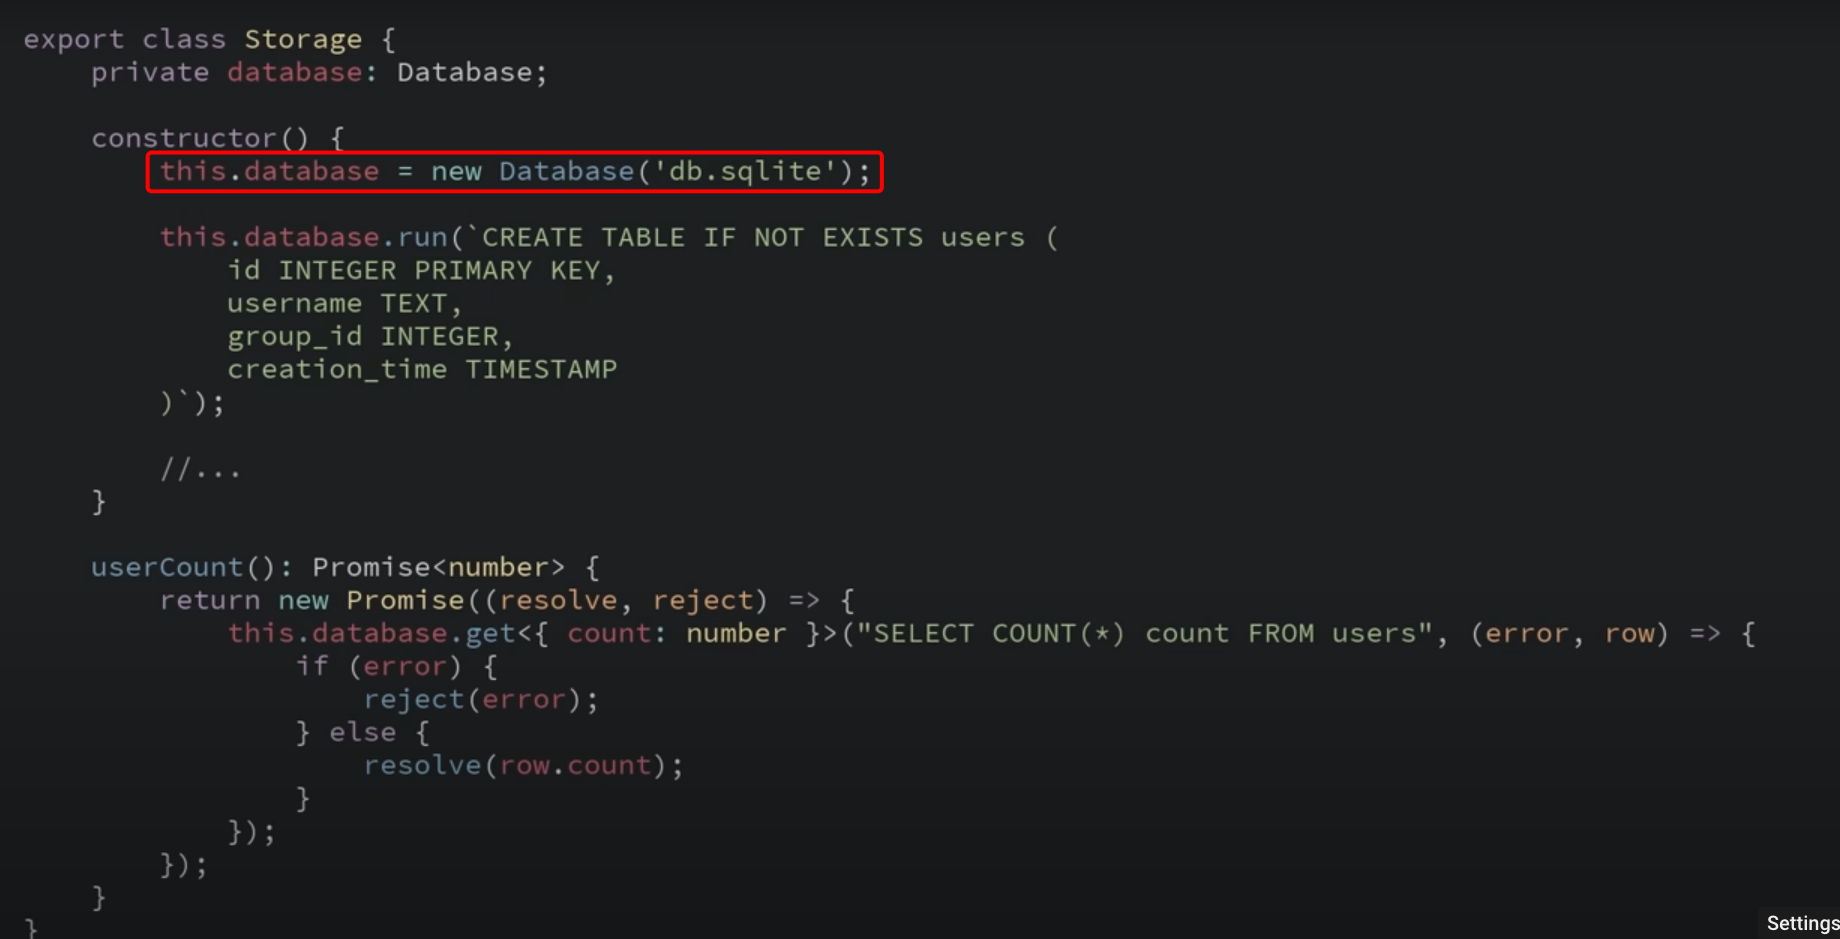 export class Storage {
    private database: Database;

    constructor() {
        this.database = new Database('db.sqlite');

        this.database.run(`CREATE TABLE IF NOT EXISTS users (
            id INTEGER PRIMARY KEY,
            username TEXT,
            group_id INTEGER,
            creation_time TIMESTAMP
        )`);

        //...
    }

    userCount(): Promise<number> {
        return new Promise((resolve, reject) => {
            this.database.get<{ count: number }>("SELECT COUNT(*) count FROM users", (error, row) => {
                if (error) {
                    reject(error);
                } else {
                    resolve(row.count);
                }
            });
        });
    }
}
Settings